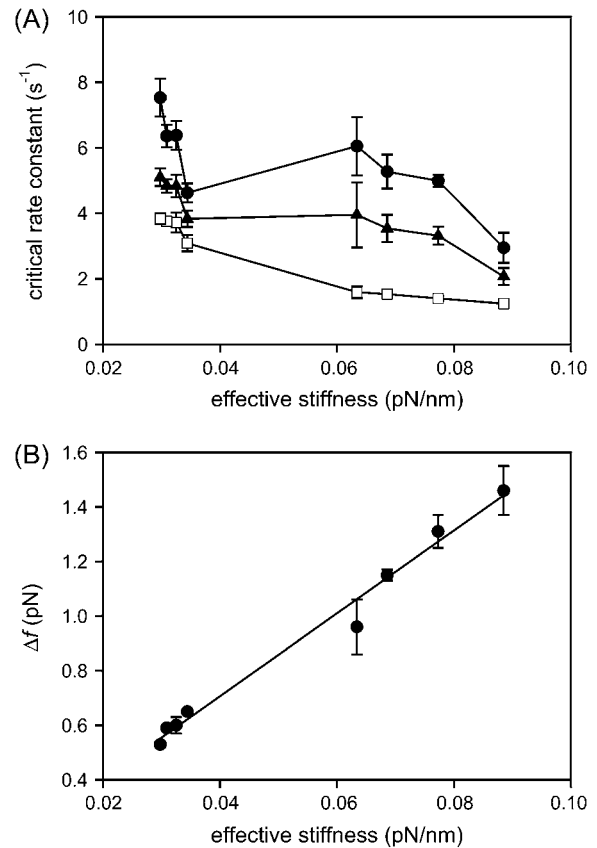 (A)
10
8
6
4
2
0
critical rate constant (s⁻¹)
0.02 0.04 0.06 0.08 0.10
effective stiffness (pN/nm)
(B)
1.6
1.4
1.2
1.0
0.8
0.6
0.4
Δf (pN)
0.02 0.04 0.06 0.08 0.10
effective stiffness (pN/nm)